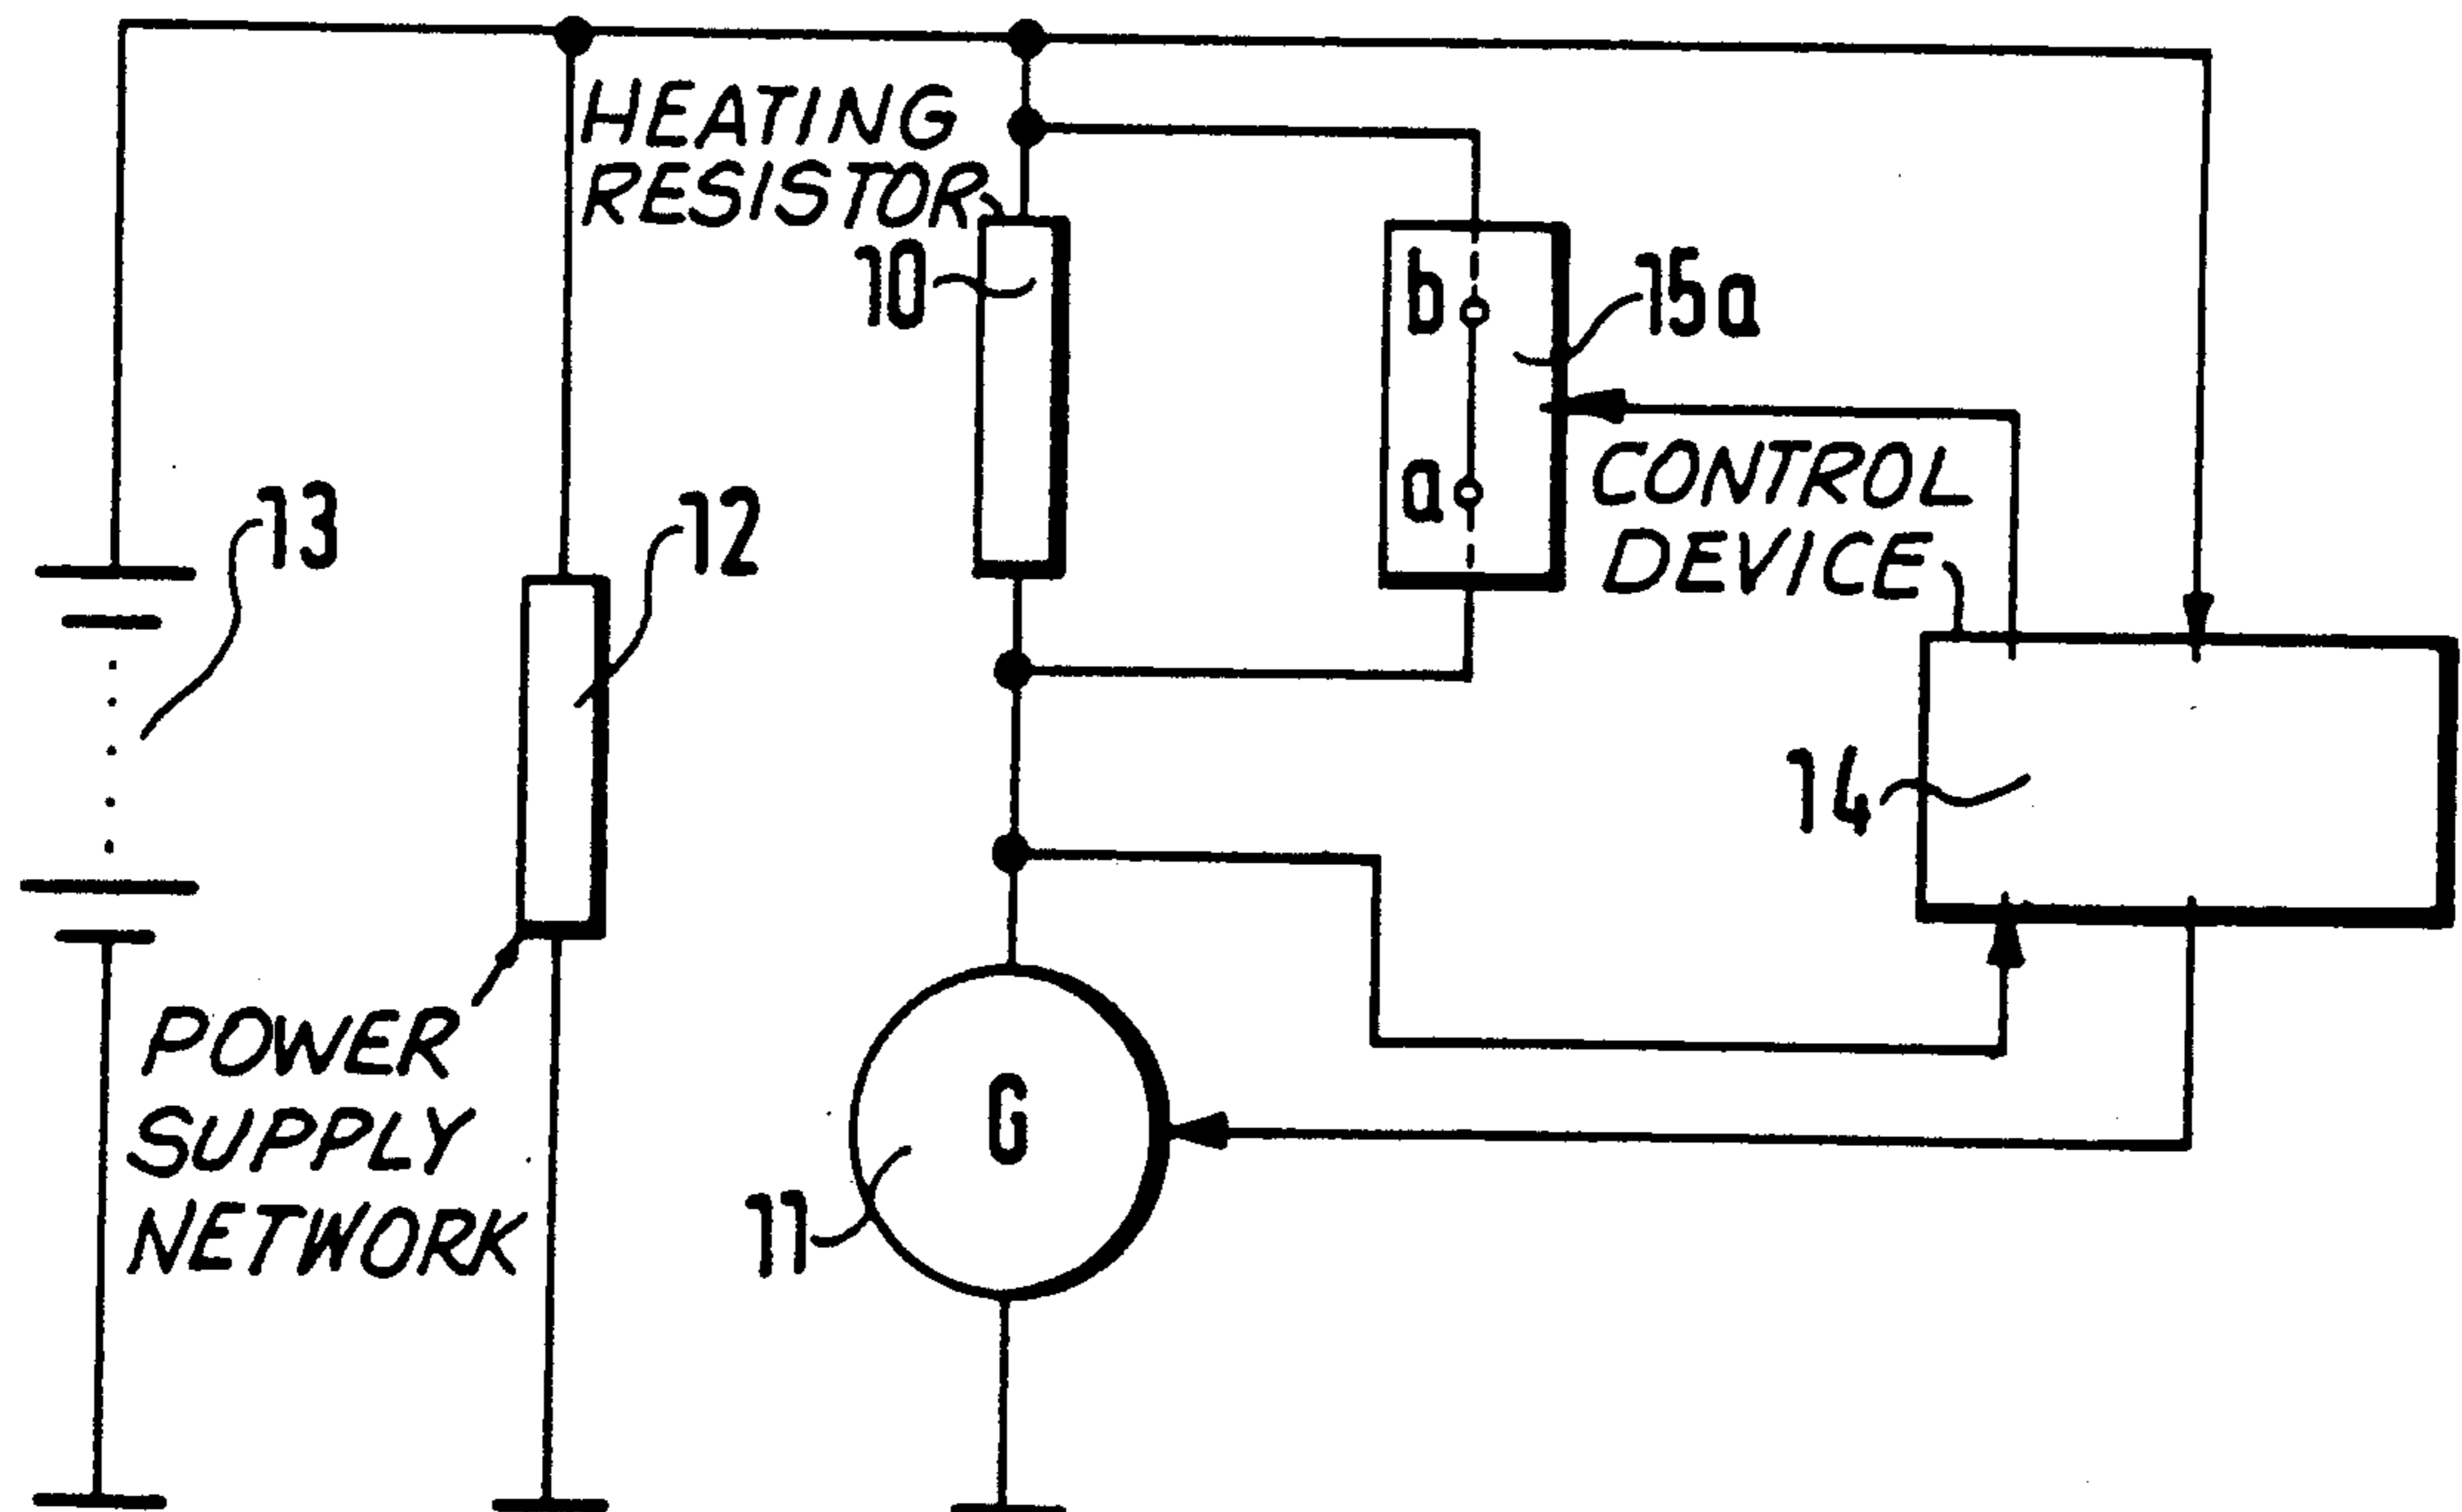 HEATING
RESISTOR
10
b
15a
a
CONTROL
DEVICE
13
12
14
POWER
SUPPLY
NETWORK
G
11